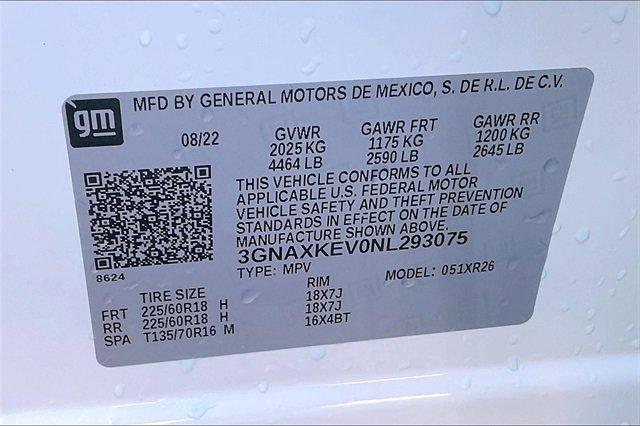 gm
MFD BY GENERAL MOTORS DE MEXICO, S. DE R.L. DE C.V.
08/22 GVWR GAWR FRT GAWR RR
2025 KG 1175 KG 1200 KG
4464 LB 2590 LB 2645 LB
THIS VEHICLE CONFORMS TO ALL
APPLICABLE U.S. FEDERAL MOTOR
VEHICLE SAFETY AND THEFT PREVENTION
STANDARDS IN EFFECT ON THE DATE OF
MANUFACTURE SHOWN ABOVE.
3GNAXKEV0NL293075
8624
TYPE: MPV MODEL: 051XR26
TIRE SIZE RIM
FRT 225/60R18 H 18X7J
RR 225/60R18 H 18X7J
SPA T135/70R16 M 16X4BT